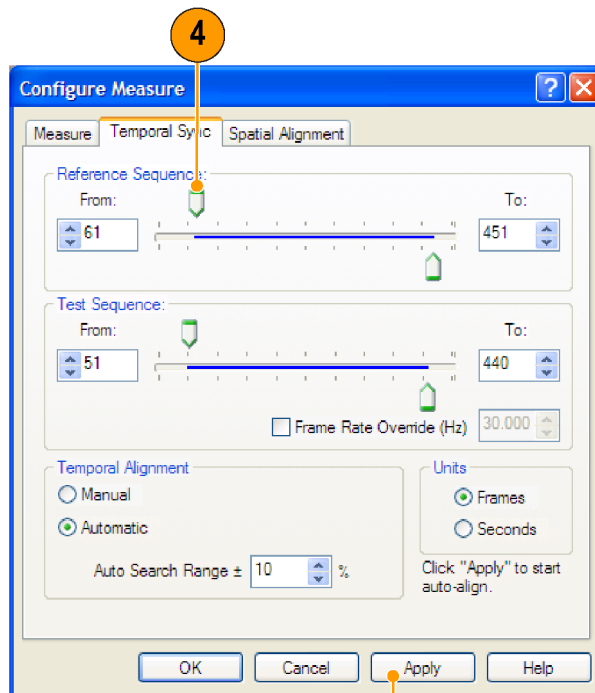 4
Configure Measure
Measure Temporal Sync Spatial Alignment
Reference Sequence:
From: To:
61 451
Test Sequence:
From: To:
51 440
Frame Rate Override (Hz) 30.000
Temporal Alignment Units
Manual Frames
Automatic Seconds
Auto Search Range ± 10 % Click "Apply" to start
auto-align.
OK Cancel Apply Help